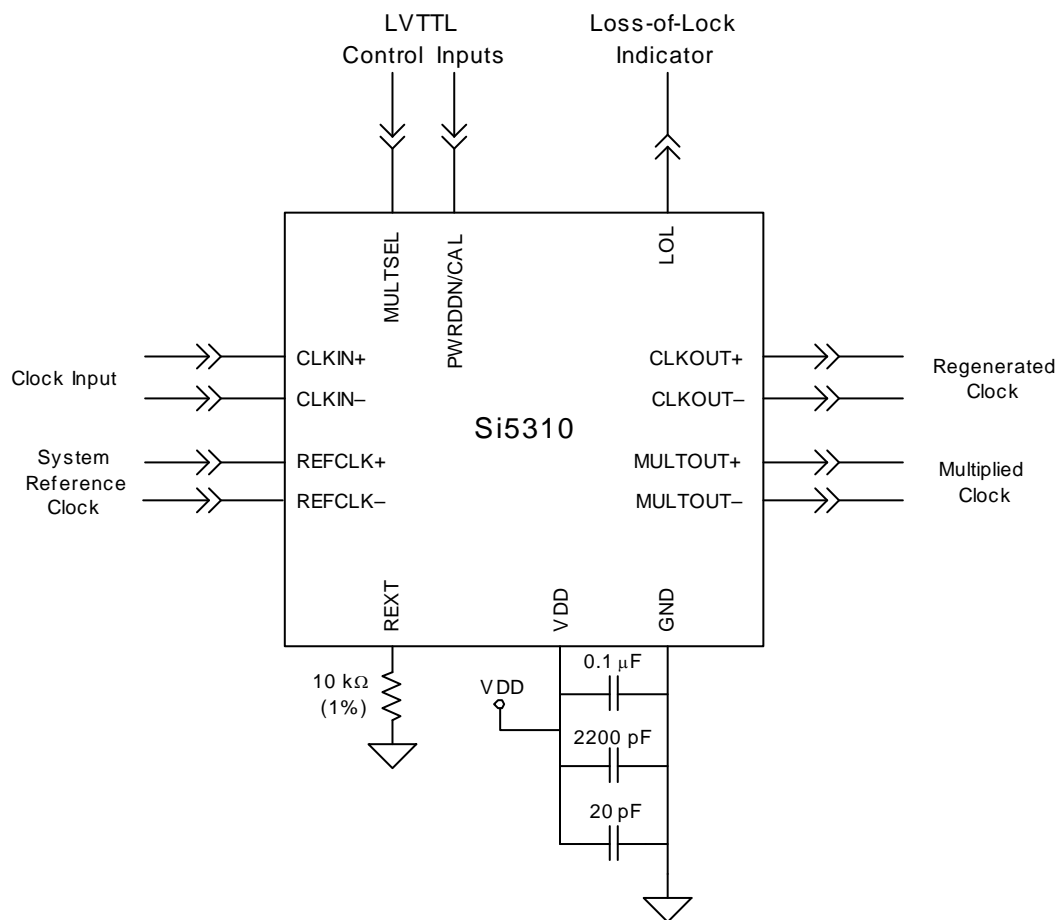 LVTTL
Control Inputs
Loss-of-Lock
Indicator
MULTSEL
PWRDDN/CAL
LOL
Clock Input
CLKIN+
CLKIN–
System
Reference
Clock
REFCLK+
REFCLK–
Si5310
CLKOUT+
CLKOUT–
Regenerated
Clock
MULTOUT+
MULTOUT–
Multiplied
Clock
REXT
VDD
GND
10 kΩ
(1%)
VDD
0.1 μF
2200 pF
20 pF